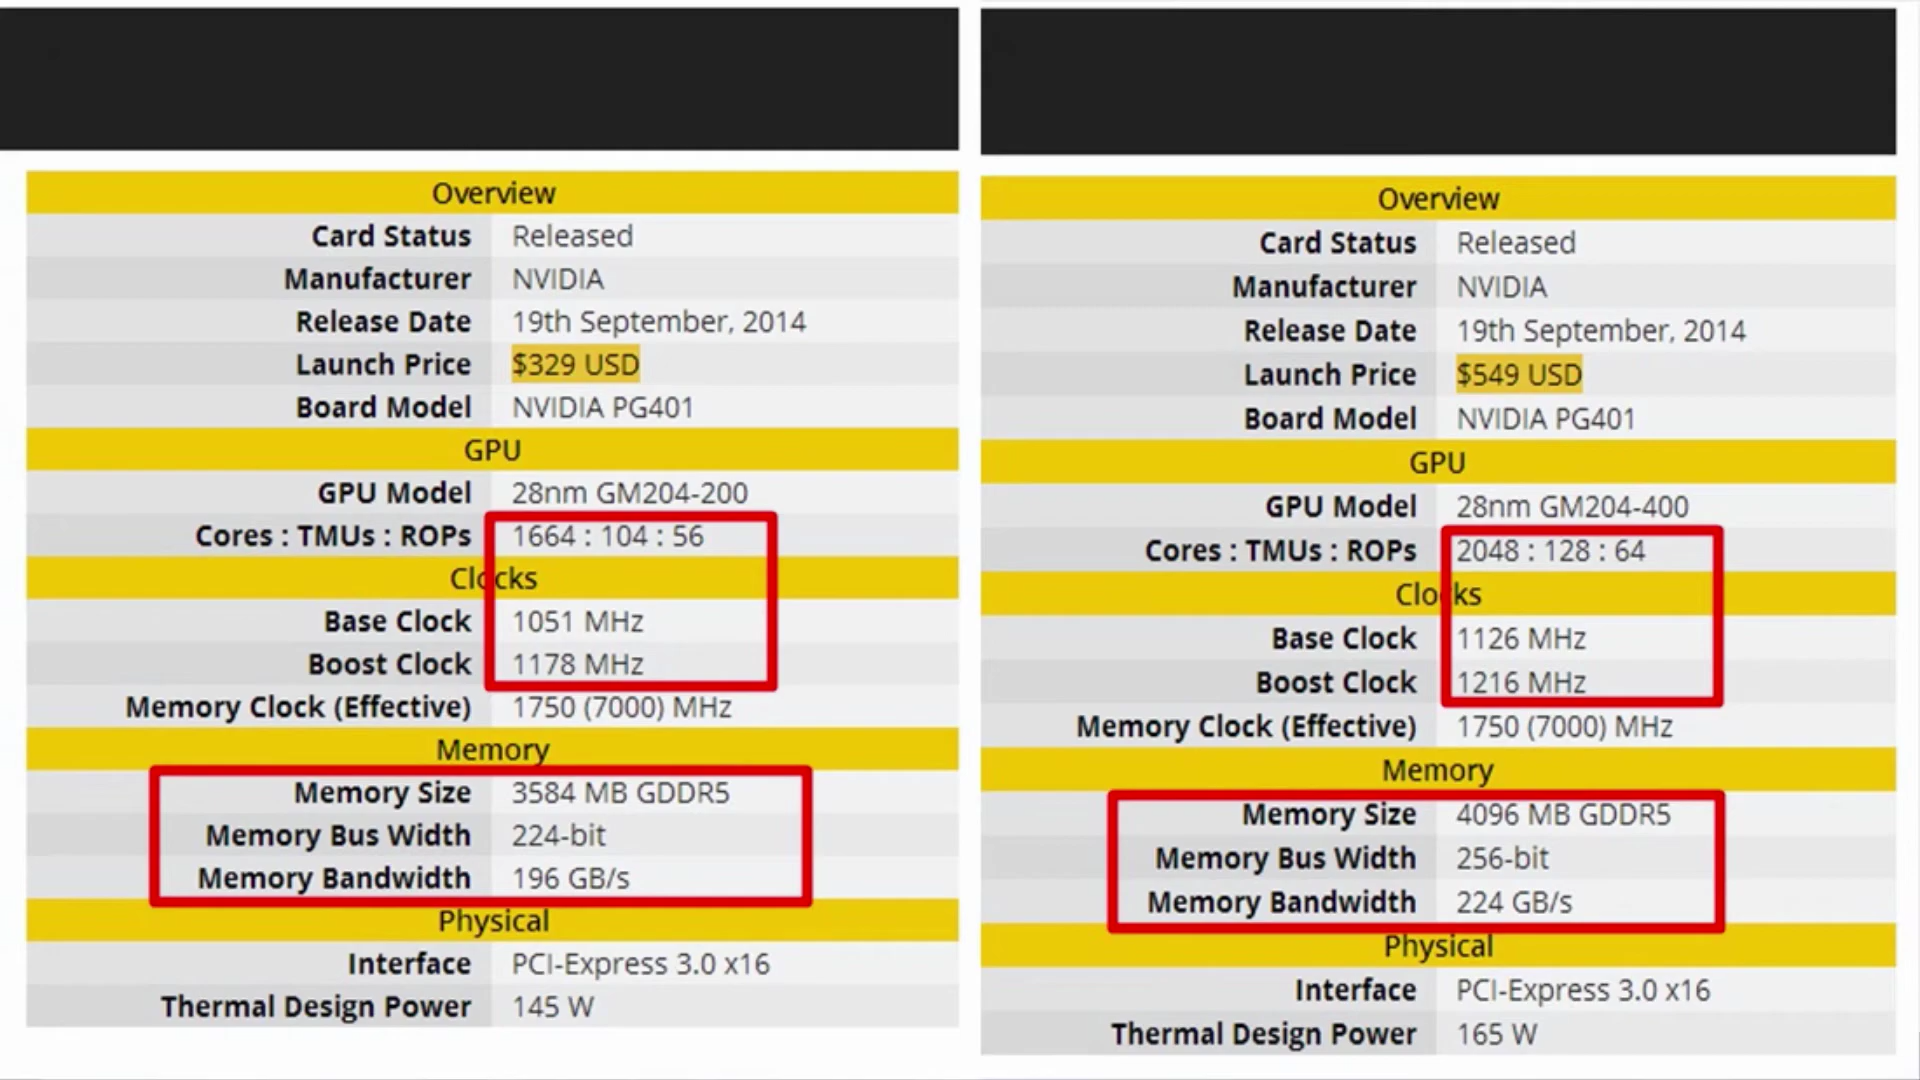 Overview
Card Status Released
Manufacturer NVIDIA
Release Date 19th September, 2014
Launch Price $329 USD
Board Model NVIDIA PG401
GPU
GPU Model 28nm GM204-200
Cores : TMUs : ROPs 1664 : 104 : 56
Clocks
Base Clock 1051 MHz
Boost Clock 1178 MHz
Memory Clock (Effective) 1750 (7000) MHz
Memory
Memory Size 3584 MB GDDR5
Memory Bus Width 224-bit
Memory Bandwidth 196 GB/s
Physical
Interface PCI-Express 3.0 x16
Thermal Design Power 145 W
Overview
Card Status Released
Manufacturer NVIDIA
Release Date 19th September, 2014
Launch Price $549 USD
Board Model NVIDIA PG401
GPU
GPU Model 28nm GM204-400
Cores : TMUs : ROPs 2048 : 128 : 64
Clocks
Base Clock 1126 MHz
Boost Clock 1216 MHz
Memory Clock (Effective) 1750 (7000) MHz
Memory
Memory Size 4096 MB GDDR5
Memory Bus Width 256-bit
Memory Bandwidth 224 GB/s
Physical
Interface PCI-Express 3.0 x16
Thermal Design Power 165 W